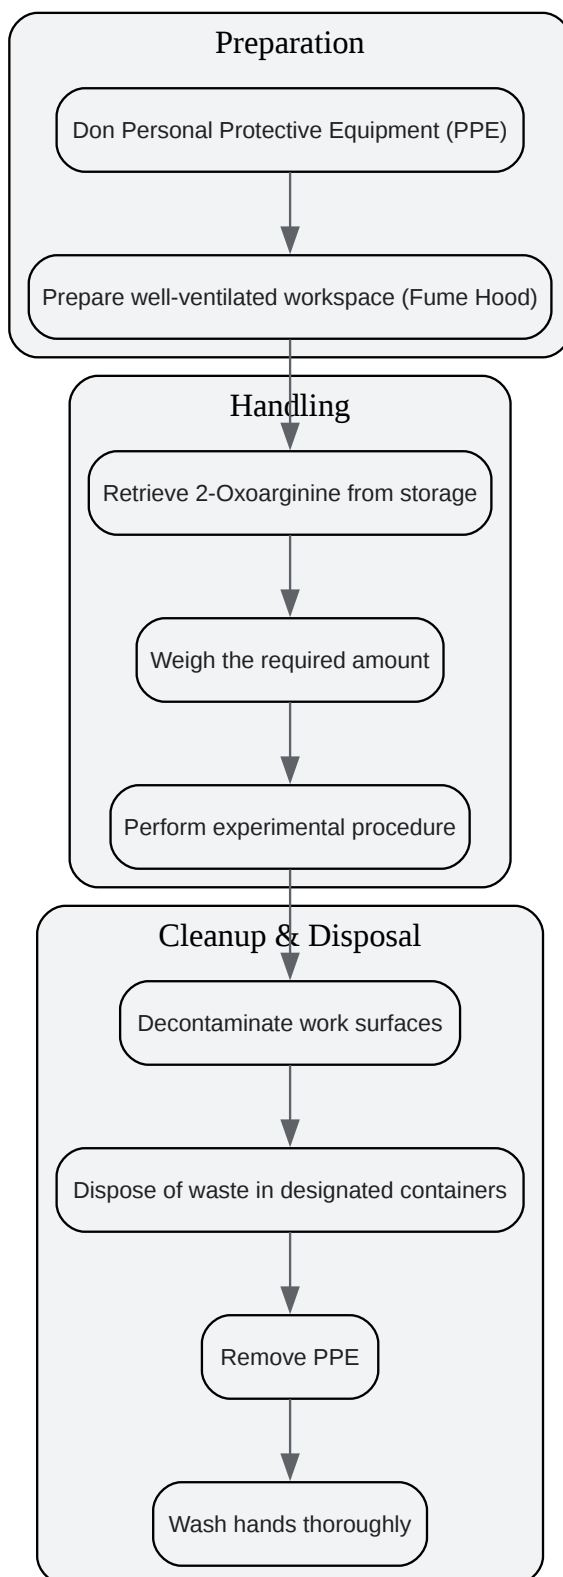 Preparation
Don Personal Protective Equipment (PPE)
Prepare well-ventilated workspace (Fume Hood)
Handling
Retrieve 2-Oxoarginine from storage
Weigh the required amount
Perform experimental procedure
Cleanup & Disposal
Decontaminate work surfaces
Dispose of waste in designated containers
Remove PPE
Wash hands thoroughly